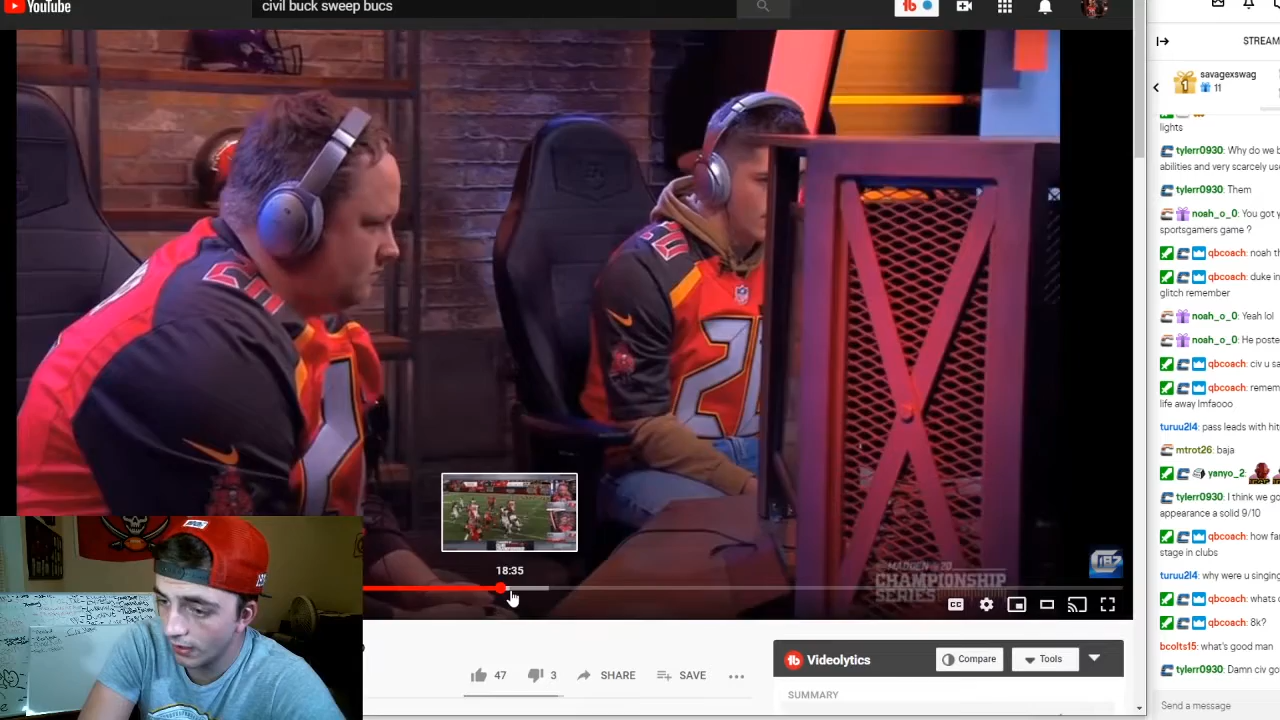 YouTube
civil buck sweep bucs
STREAM
savagexswag
1
11
lights
tylerr0930: Why do we b
abilities and very scarcely us
tylerr0930: Them
noah_o_0: You got y
sportsgamers game ?
qbcoach: noah th
qbcoach: duke in
glitch remember
noah_o_0: Yeah lol
noah_o_0: He poste
qbcoach: civ u sa
qbcoach: remem
life away lmfaooo
turuu2l4: pass leads with hit
mtrot26: baja
yanyo_2:
tylerr0930: I think we go
appearance a solid 9/10
qbcoach: how fa
stage in clubs
turuu2l4: why were u singing
qbcoach: whats c
qbcoach: 8k?
bcolts15: what's good man
tylerr0930: Damn civ go
Send a message
MADDEN 20
CHAMPIONSHIP
SERIES
18:35
CC
47
3
SHARE
SAVE
Videolytics
Compare
Tools
SUMMARY